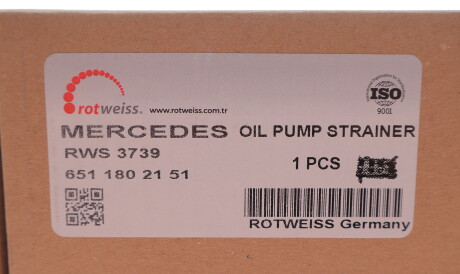 rotweiss.
www.rotweiss.com.tr
ISO
9001
MERCEDES OIL PUMP STRAINER
RWS 3739
1 PCS
651 180 21 51
ROTWEISS Germany